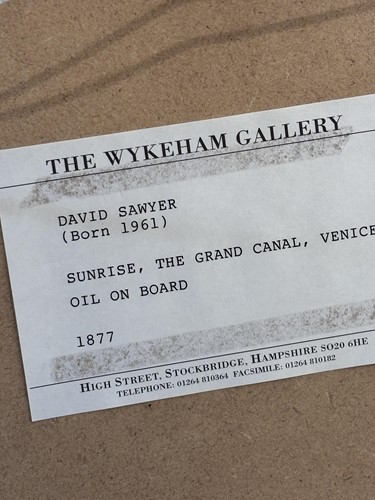 THE WYKEHAM GALLERY
DAVID SAWYER
(Born 1961)
SUNRISE, THE GRAND CANAL, VENICE
OIL ON BOARD
1877
HIGH STREET, STOCKBRIDGE, HAMPSHIRE SO20 6HE
TELEPHONE: 01264 810364 FACSIMILE: 01264 810182